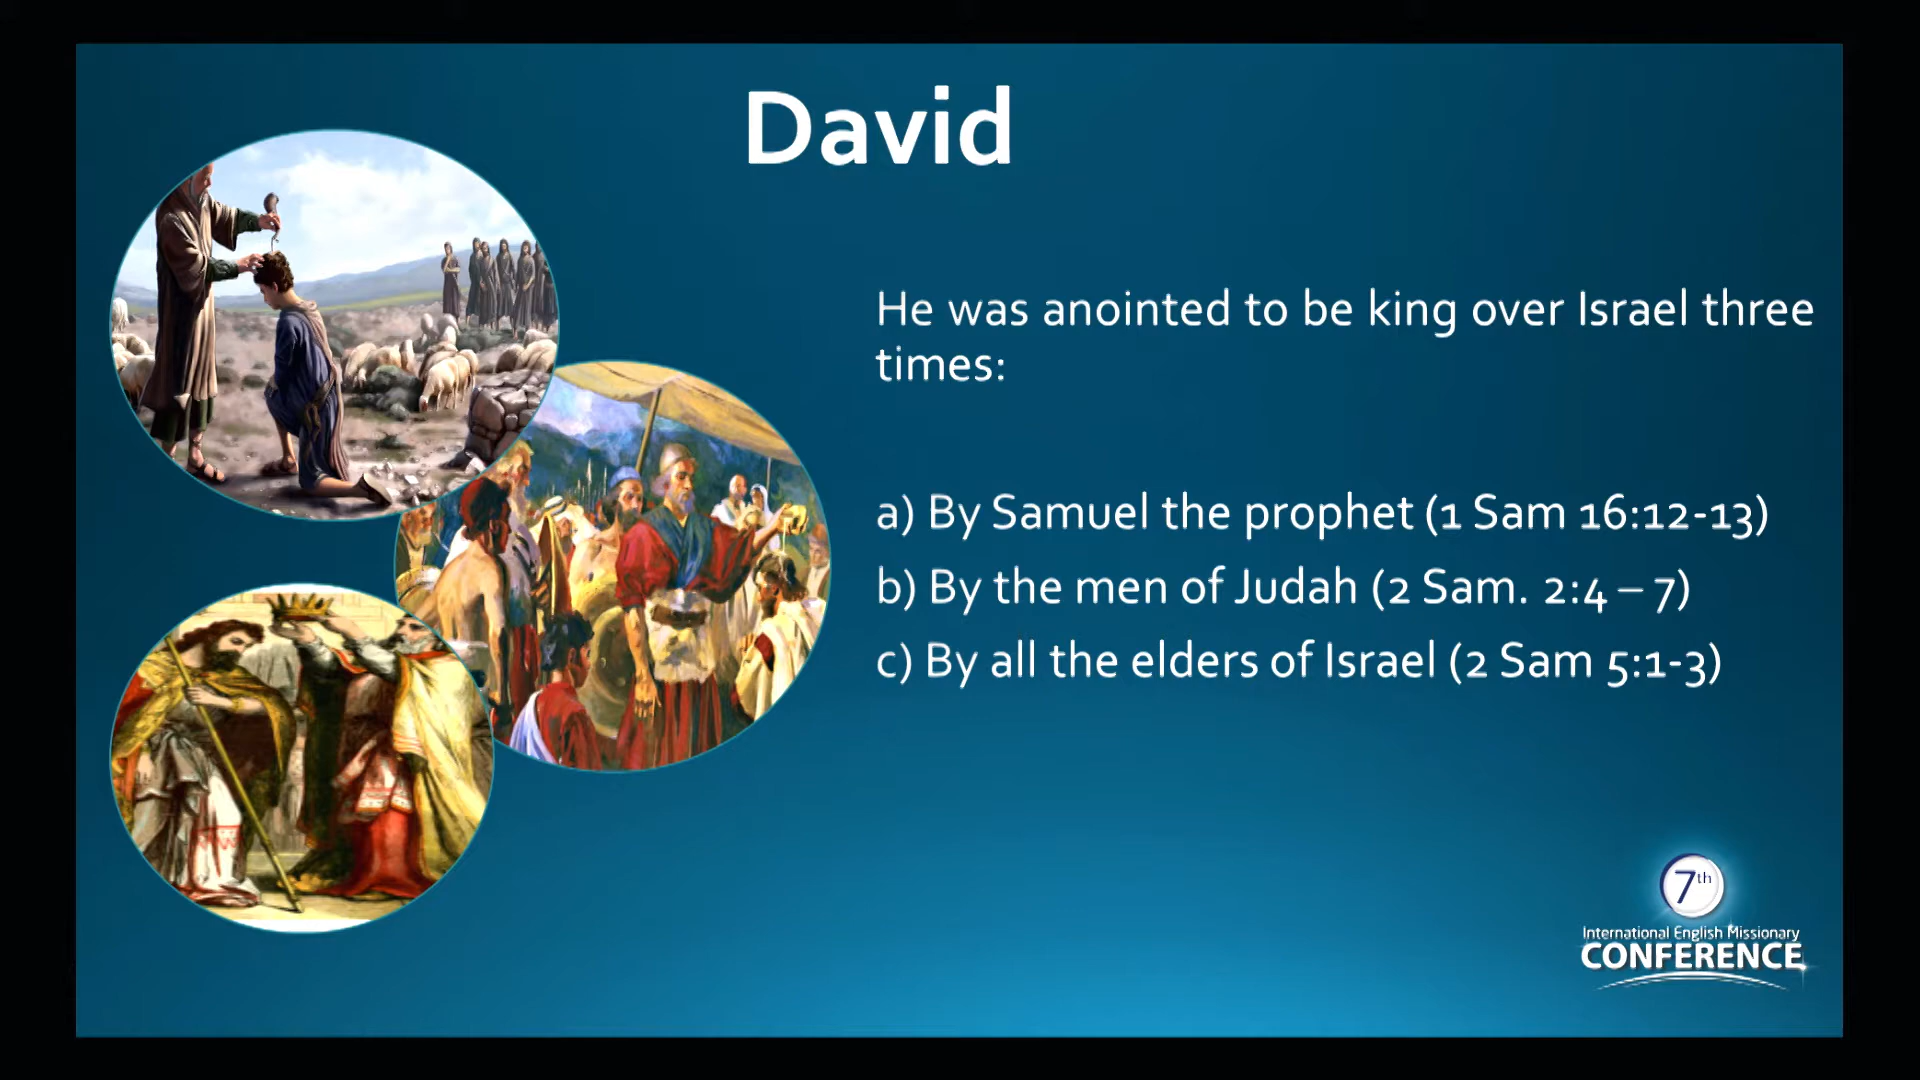 David
He was anointed to be king over Israel three
times:
a) By Samuel the prophet (1 Sam 16:12-13)
b) By the men of Judah (2 Sam. 2:4 – 7)
c) By all the elders of Israel (2 Sam 5:1-3)
7th
International English Missionary
CONFERENCE